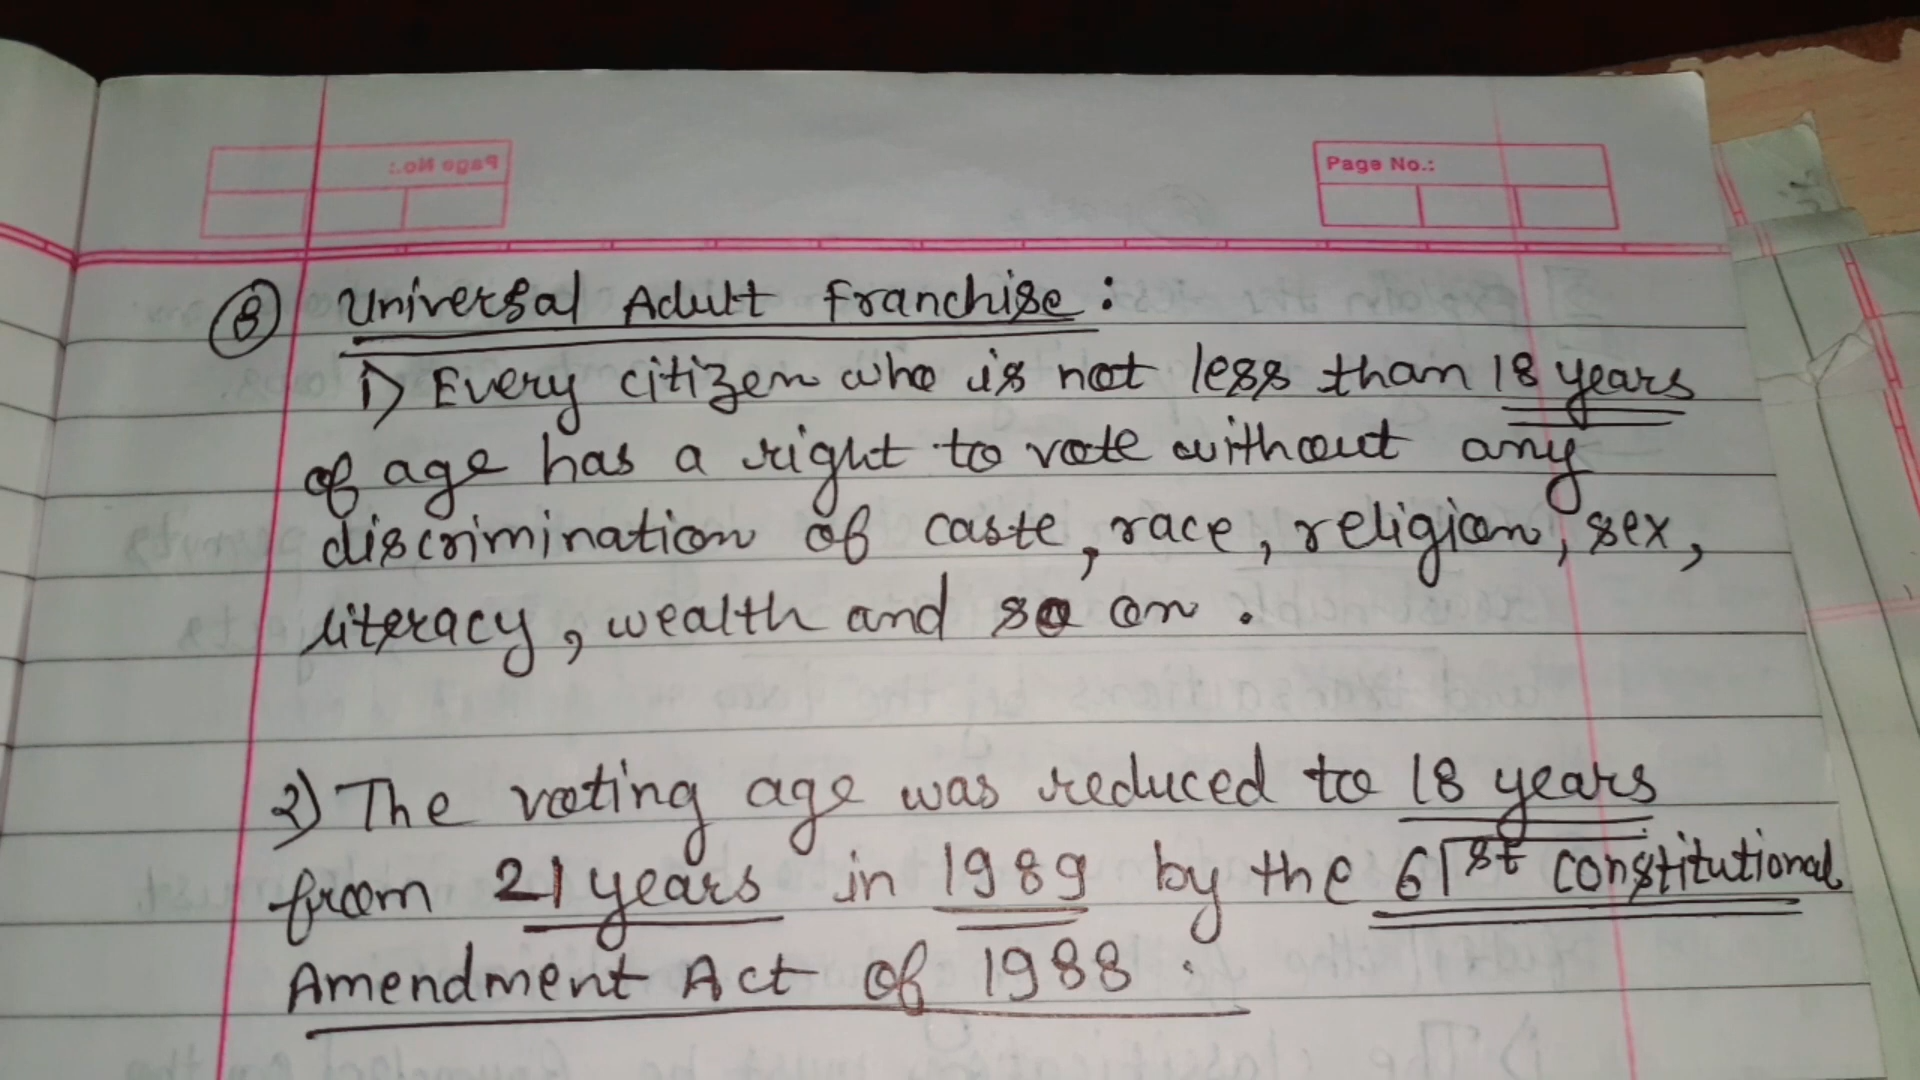 Page No.:
Page No.:
8 Universal Adult Franchise :
1) Every citizen who is not less than 18 years
of age has a right to vote without any
discrimination of caste, race, religion, sex,
literacy, wealth and so on .
2) The voting age was reduced to 18 years
from 21 years in 1989 by the 61st constitutional
Amendment Act of 1988 .